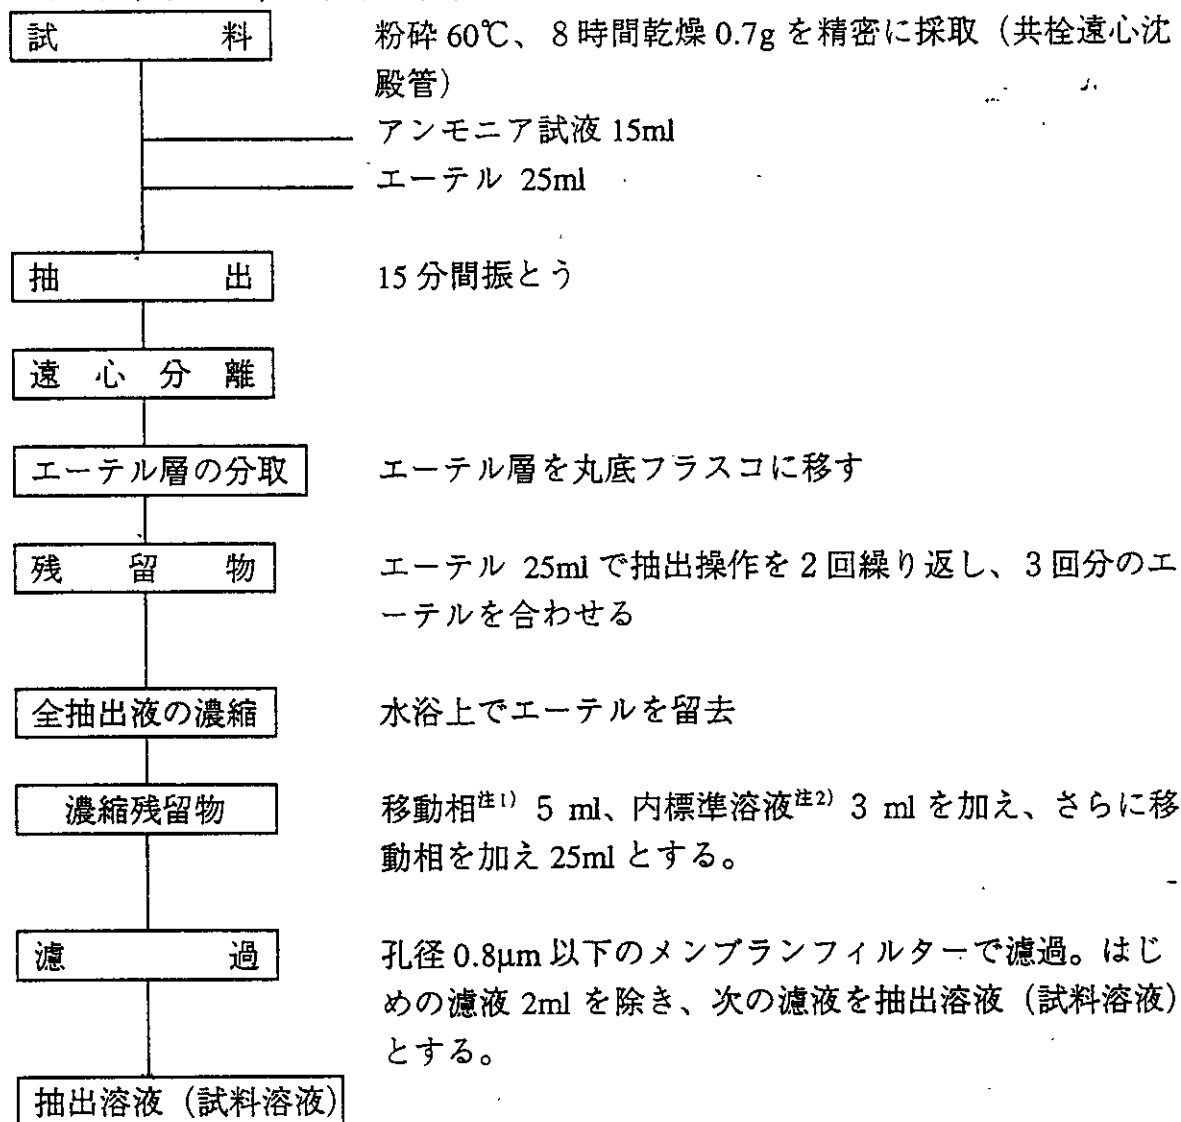 試料 粉砕 60℃、8時間乾燥 0.7g を精密に採取（共栓遠心沈
殿管）
アンモニア試液 15ml
エーテル 25ml
抽出 15 分間振とう
遠心分離
エーテル層の分取 エーテル層を丸底フラスコに移す
残留物 エーテル 25ml で抽出操作を2回繰り返し、3回分のエ
ーテルを合わせる
全抽出液の濃縮 水浴上でエーテルを留去
濃縮残留物 移動相注1) 5 ml、内標準溶液注2) 3 ml を加え、さらに移
動相を加え 25ml とする。
濾過 孔径 0.8μm 以下のメンブランフィルターで濾過。はじ
めの濾液 2ml を除き、次の濾液を抽出溶液（試料溶液）
とする。
抽出溶液（試料溶液）